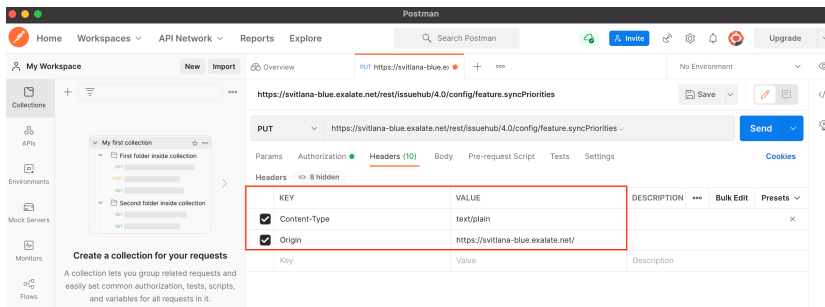 Postman
Home Workspaces API Network Reports Explore Search Postman Invite Upgrade
My Workspace New Import Overview PUT https://svitlana-blue.ex No Environment
Collections
https://svitlana-blue.exalate.net/rest/issuehub/4.0/config/feature.syncPriorities Save
APIs
PUT https://svitlana-blue.exalate.net/rest/issuehub/4.0/config/feature.syncPriorities Send
My first collection
First folder inside collection
Params Authorization Headers (10) Body Pre-request Script Tests Settings Cookies
Environments
Headers 8 hidden
KEY VALUE DESCRIPTION Bulk Edit Presets
Second folder inside collection
Mock Servers
Content-Type text/plain
Origin https://svitlana-blue.exalate.net/
Monitors
Create a collection for your requests
Key Value Description
A collection lets you group related requests and
easily set common authorization, tests, scripts,
and variables for all requests in it.
Flows